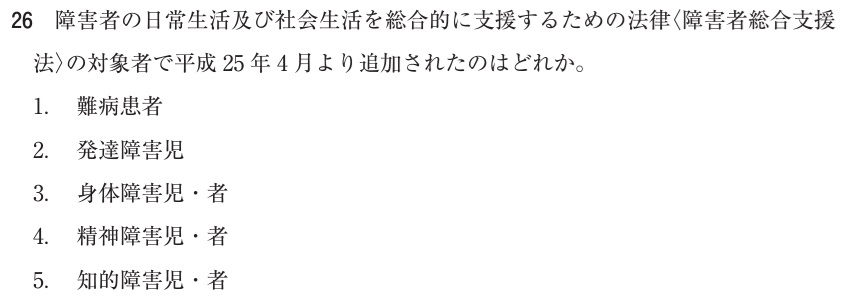 26 障害者の日常生活及び社会生活を総合的に支援するための法律〈障害者総合支援
法〉の対象者で平成 25 年 4 月より追加されたのはどれか。
1. 難病患者
2. 発達障害児
3. 身体障害児・者
4. 精神障害児・者
5. 知的障害児・者